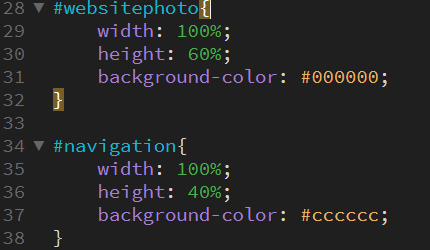 28 ▼ #websitephoto{
29 width: 100%;
30 height: 60%;
31 background-color: #000000;
32 }
33
34 ▼ #navigation{
35 width: 100%;
36 height: 40%;
37 background-color: #cccccc;
38 }